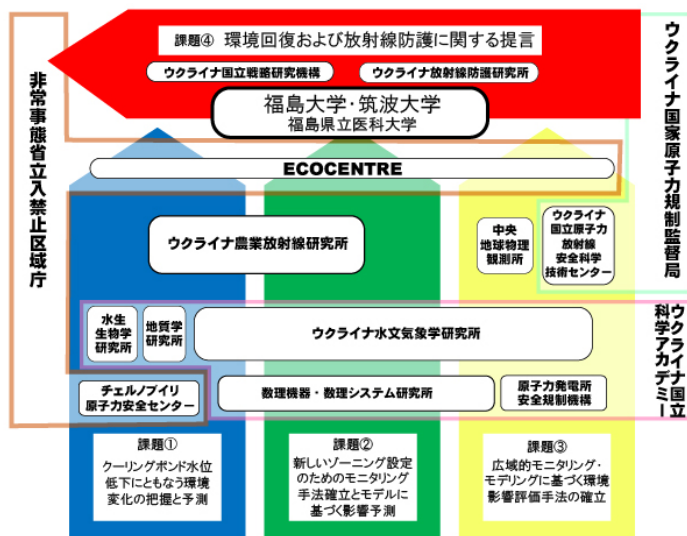 課題④ 環境回復および放射線防護に関する提言
ウクライナ国立戦略研究機構
ウクライナ放射線防護研究所
福島大学・筑波大学
福島県立医科大学
非常事態省立入禁止区域庁
ウクライナ国家原子力規制監督局
ECOCENTRE
ウクライナ農業放射線研究所
中央
地球物理
観測所
ウクライナ
国立原子力
放射線
安全科学
技術センター
水生
生物学
研究所
地質学
研究所
ウクライナ水文気象学研究所
ウクライナ国立
科学アカデミー
チェルノブイリ
原子力安全センター
数理機器・数理システム研究所
原子力発電所
安全規制機構
課題①
クーリングポンド水位
低下にともなう環境
変化の把握と予測
課題②
新しいゾーニング設定
のためのモニタリング
手法確立とモデルに
基づく影響予測
課題③
広域的モニタリング・
モデリングに基づく環境
影響評価手法の確立